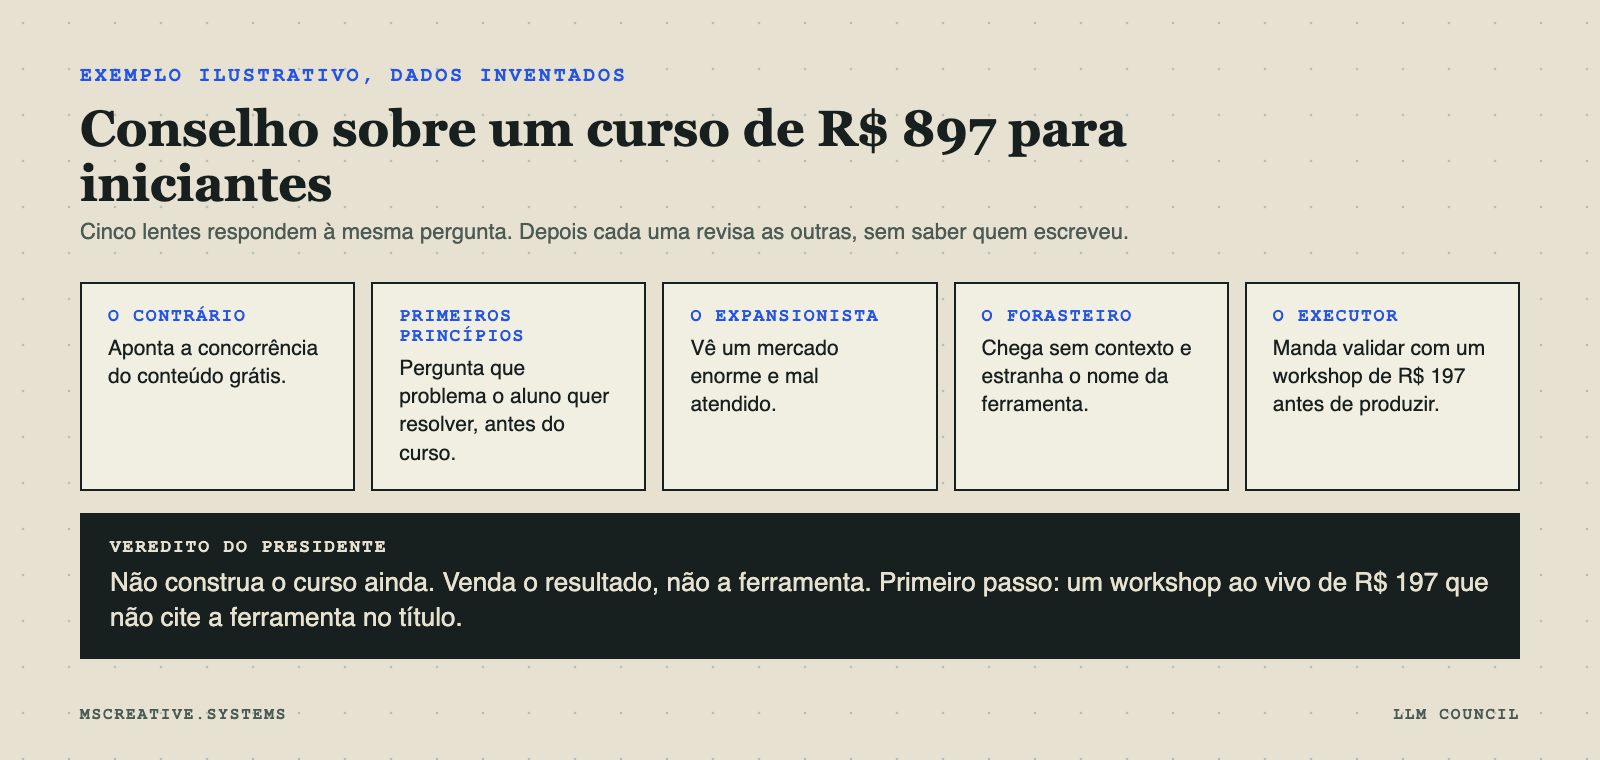 EXEMPLO ILUSTRATIVO, DADOS INVENTADOS
Conselho sobre um curso de R$ 897 para
iniciantes
Cinco lentes respondem à mesma pergunta. Depois cada uma revisa as outras, sem saber quem escreveu.
O CONTRÁRIO
Aponta a concorrência
do conteúdo grátis.
PRIMEIROS
PRINCÍPIOS
Pergunta que
problema o aluno quer
resolver, antes do
curso.
O EXPANSIONISTA
Vê um mercado
enorme e mal
atendido.
O FORASTEIRO
Chega sem contexto e
estranha o nome da
ferramenta.
O EXECUTOR
Manda validar com um
workshop de R$ 197
antes de produzir.
VEREDITO DO PRESIDENTE
Não construa o curso ainda. Venda o resultado, não a ferramenta. Primeiro passo: um workshop ao vivo de R$ 197 que
não cite a ferramenta no título.
MSCREATIVE.SYSTEMS
LLM COUNCIL